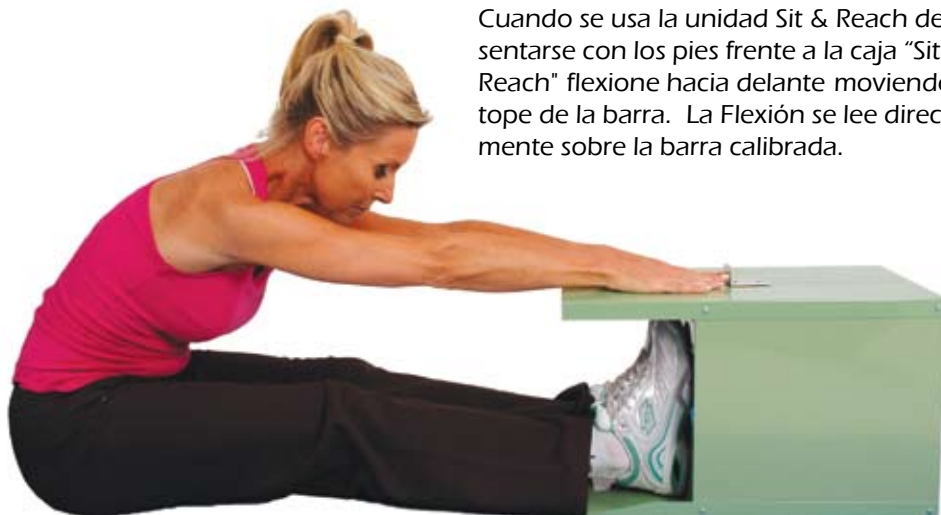 Cuando se usa la unidad Sit & Reach de
sentarse con los pies frente a la caja “Sit
Reach" flexione hacia delante moviendo
tope de la barra. La Flexión se lee direc
mente sobre la barra calibrada.